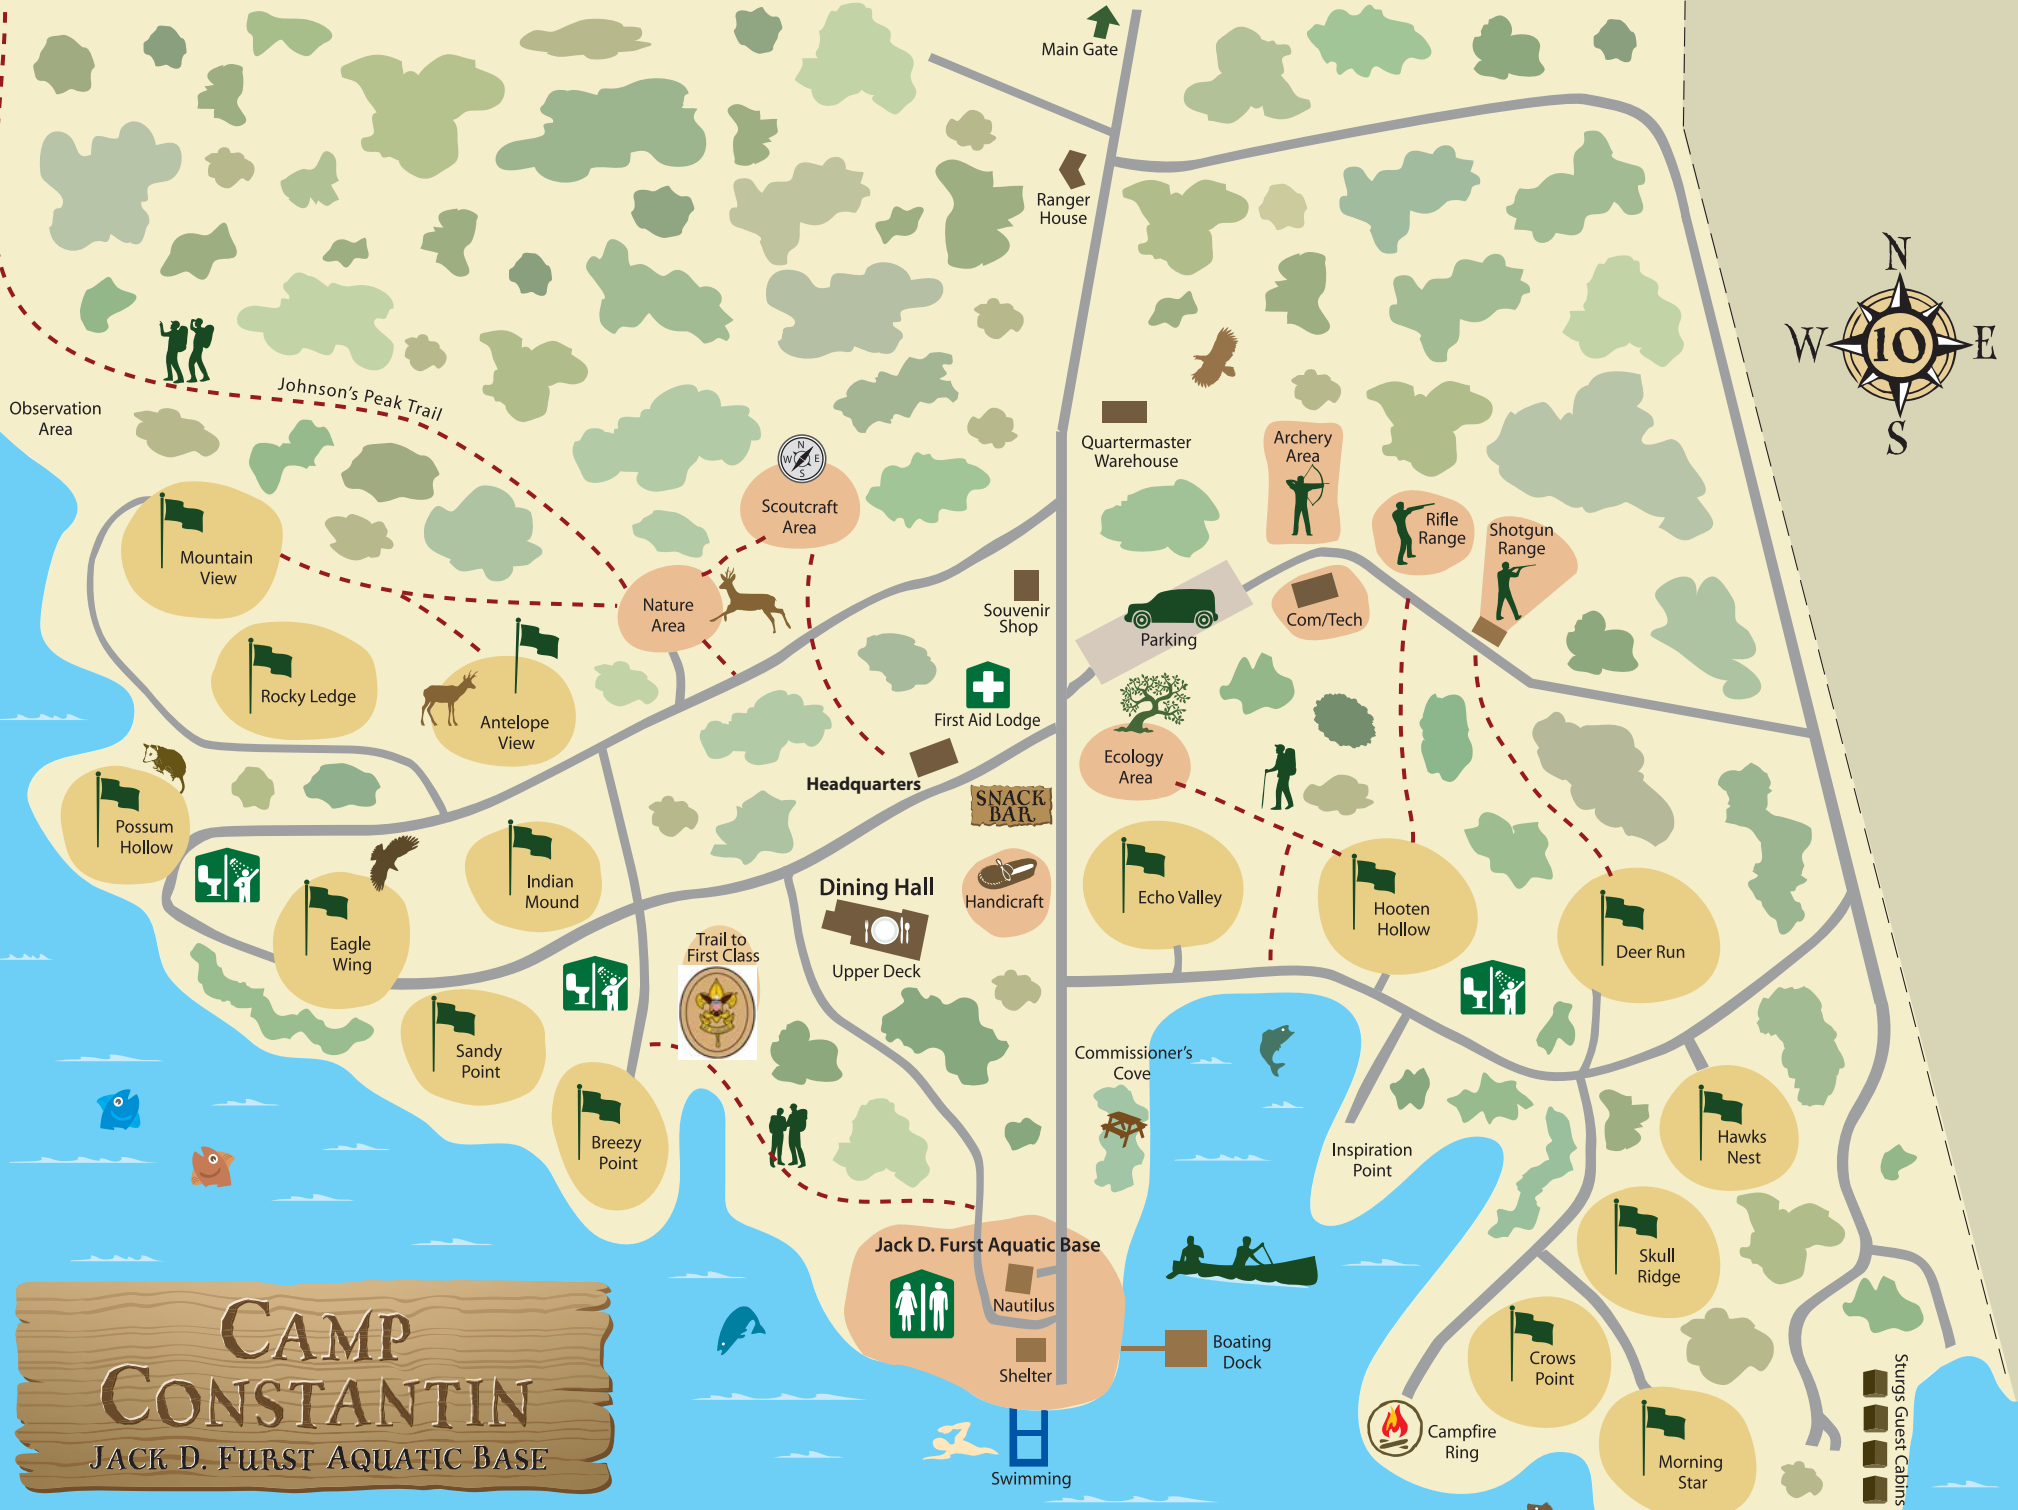 Main Gate
Ranger
House
N
W
10
E
S
Johnson's Peak Trail
Observation
Area
Quartermaster
Warehouse
Archery
Area
N
W
E
S
Scoutcraft
Area
Rifle
Range
Shotgun
Range
Mountain
View
Nature
Area
Souvenir
Shop
Parking
Com/Tech
Rocky Ledge
Antelope
View
First Aid Lodge
Headquarters
Ecology
Area
SNACK
BAR
Possum
Hollow
Indian
Mound
Dining Hall
Upper Deck
Handicraft
Echo Valley
Hooten
Hollow
Deer Run
Eagle
Wing
Trail to
First Class
Sandy
Point
Commissioner's
Cove
Breezy
Point
Inspiration
Point
Hawks
Nest
Jack D. Furst Aquatic Base
Nautilus
Shelter
Boating
Dock
Skull
Ridge
Crows
Point
Campfire
Ring
Morning
Star
Sturgs Guest Cabins
Swimming
CAMP
CONSTANTIN
JACK D. FURST AQUATIC BASE